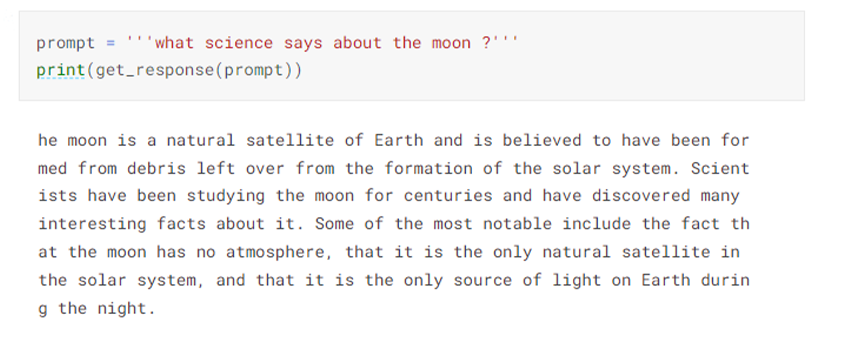 prompt = '''what science says about the moon ?'''
print(get_response(prompt))
he moon is a natural satellite of Earth and is believed to have been for
med from debris left over from the formation of the solar system. Scient
ists have been studying the moon for centuries and have discovered many
interesting facts about it. Some of the most notable include the fact th
at the moon has no atmosphere, that it is the only natural satellite in
the solar system, and that it is the only source of light on Earth durin
g the night.